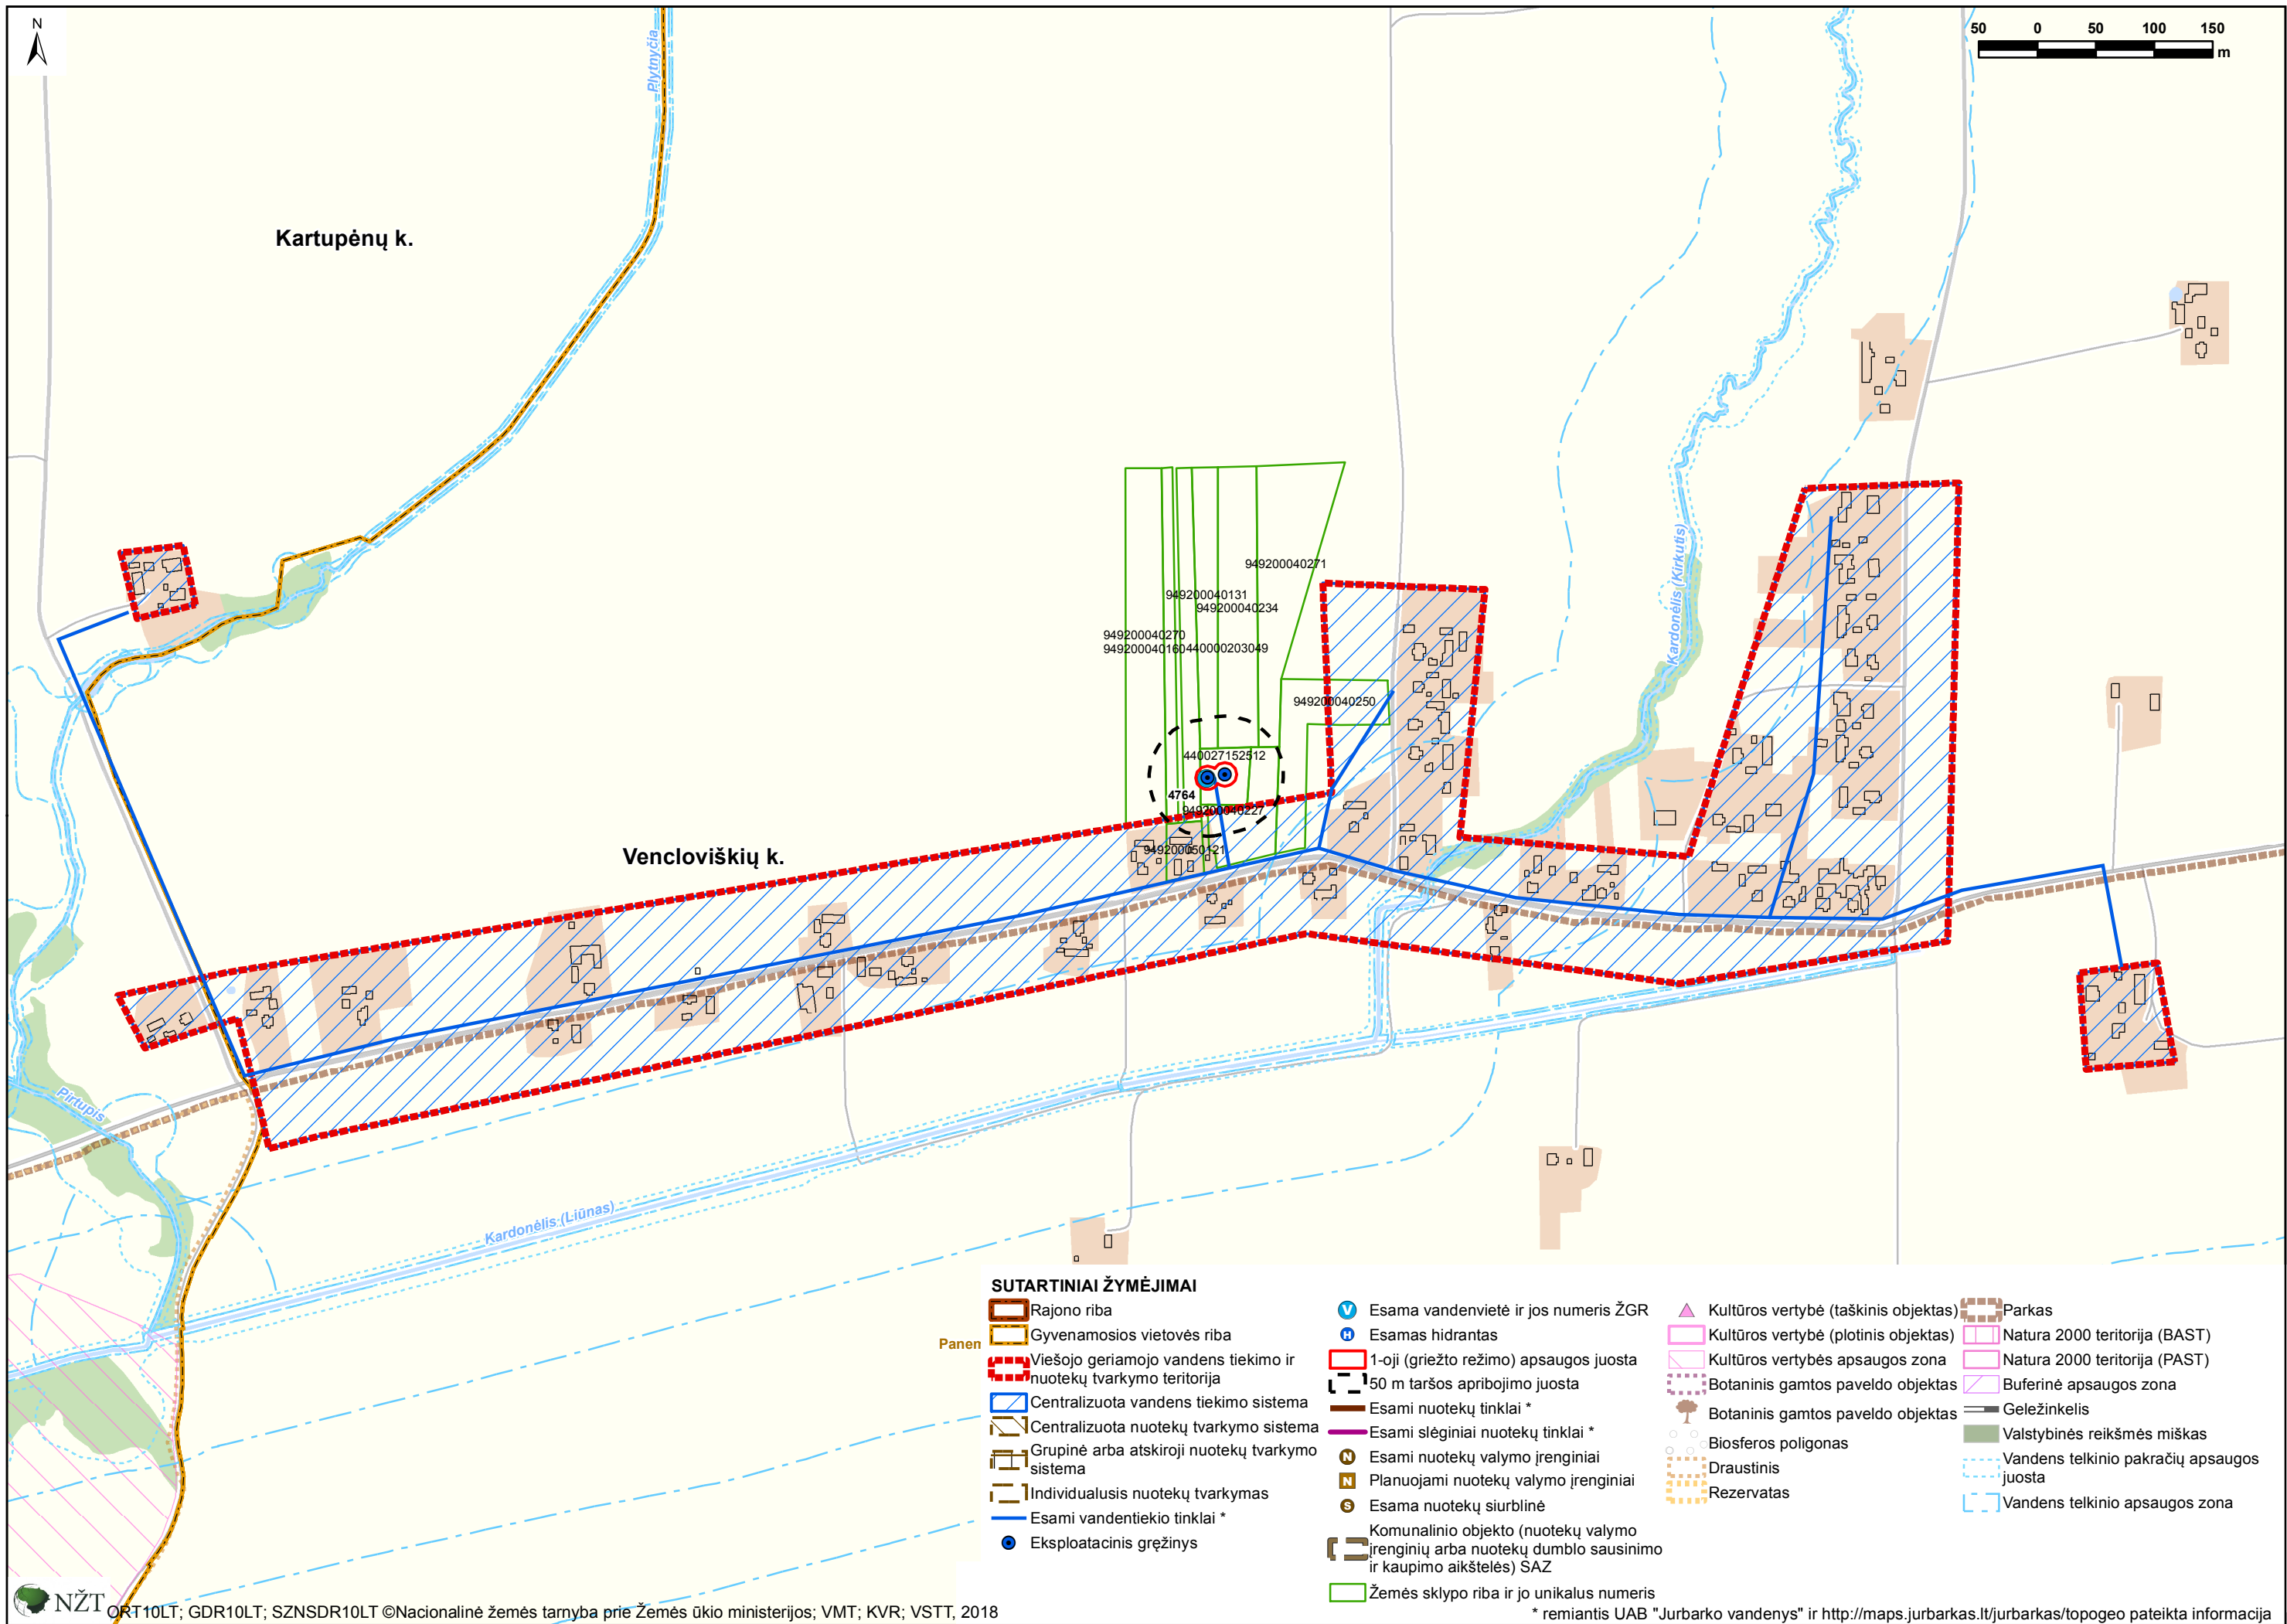 N
50 0 50 100 150
m
Plytnyčia
Kartupėnų k.
Kardonėlis (Kirkutis)
949200040271
949200040131
949200040234
949200040270
949200040160
440000203049
949200040250
440027152512
4764
949200040227
949200050121
Vencloviškių k.
Pirtupis
Kardonėlis (Liūnas)
Panem
SUTARTINIAI ŽYMĖJIMAI
Rajono riba
Gyvenamosios vietovės riba
Viešojo geriamojo vandens tiekimo ir
nuotekų tvarkymo teritorija
Centralizuota vandens tiekimo sistema
Centralizuota nuotekų tvarkymo sistema
Grupinė arba atskiroji nuotekų tvarkymo
sistema
Individualusis nuotekų tvarkymas
Esami vandentiekio tinklai *
Eksploatacinis gręžinys
V Esama vandenvietė ir jos numeris ŽGR
H Esamas hidrantas
1-oji (griežto režimo) apsaugos juosta
50 m taršos apribojimo juosta
Esami nuotekų tinklai *
Esami slėginiai nuotekų tinklai *
N Esami nuotekų valymo įrenginiai
N Planuojami nuotekų valymo įrenginiai
S Esama nuotekų siurblinė
Komunalinio objekto (nuotekų valymo
įrenginių arba nuotekų dumblo sausinimo
ir kaupimo aikštelės) SAZ
Žemės sklypo riba ir jo unikalus numeris
Kultūros vertybė (taškinis objektas)
Kultūros vertybė (plotinis objektas)
Kultūros vertybės apsaugos zona
Botaninis gamtos paveldo objektas
Botaninis gamtos paveldo objektas
Biosferos poligonas
Draustinis
Rezervatas
Parkas
Natura 2000 teritorija (BAST)
Natura 2000 teritorija (PAST)
Buferinė apsaugos zona
Geležinkelis
Valstybinės reikšmės miškas
Vandens telkinio pakračių apsaugos
juosta
Vandens telkinio apsaugos zona
NŽT
ORT10LT; GDR10LT; SZNSDR10LT ©Nacionalinė žemės tarnyba prie Žemės ūkio ministerijos; VMT; KVR; VSTT, 2018
* remiantis UAB "Jurbarko vandenys" ir http://maps.jurbarkas.lt/jurbarkas/topogeo pateikta informacija